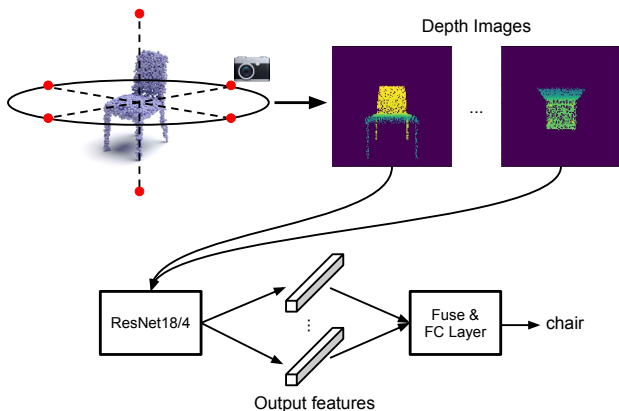 Depth Images
...
ResNet18/4
...
Fuse &
FC Layer
chair
Output features